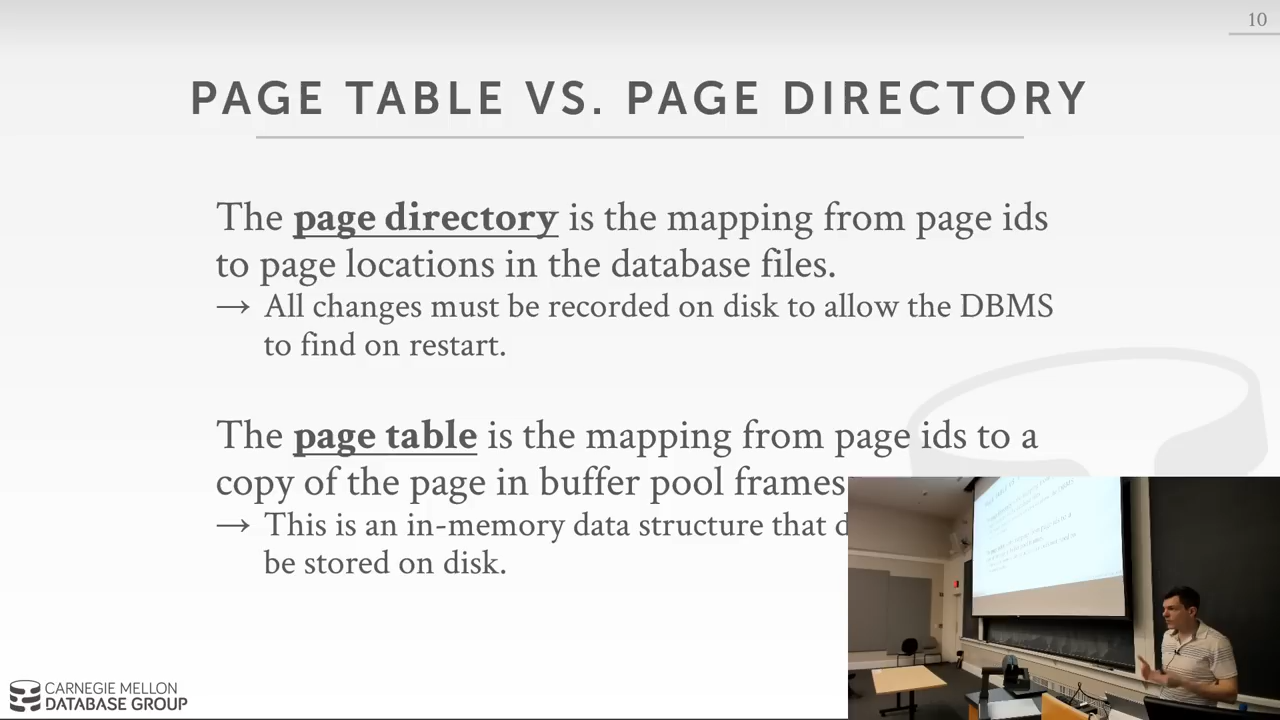 10
PAGE TABLE VS. PAGE DIRECTORY
The page directory is the mapping from page ids
to page locations in the database files.
→ All changes must be recorded on disk to allow the DBMS
to find on restart.
The page table is the mapping from page ids to a
copy of the page in buffer pool frames
→ This is an in-memory data structure that
be stored on disk.
CARNEGIE MELLON
DATABASE GROUP